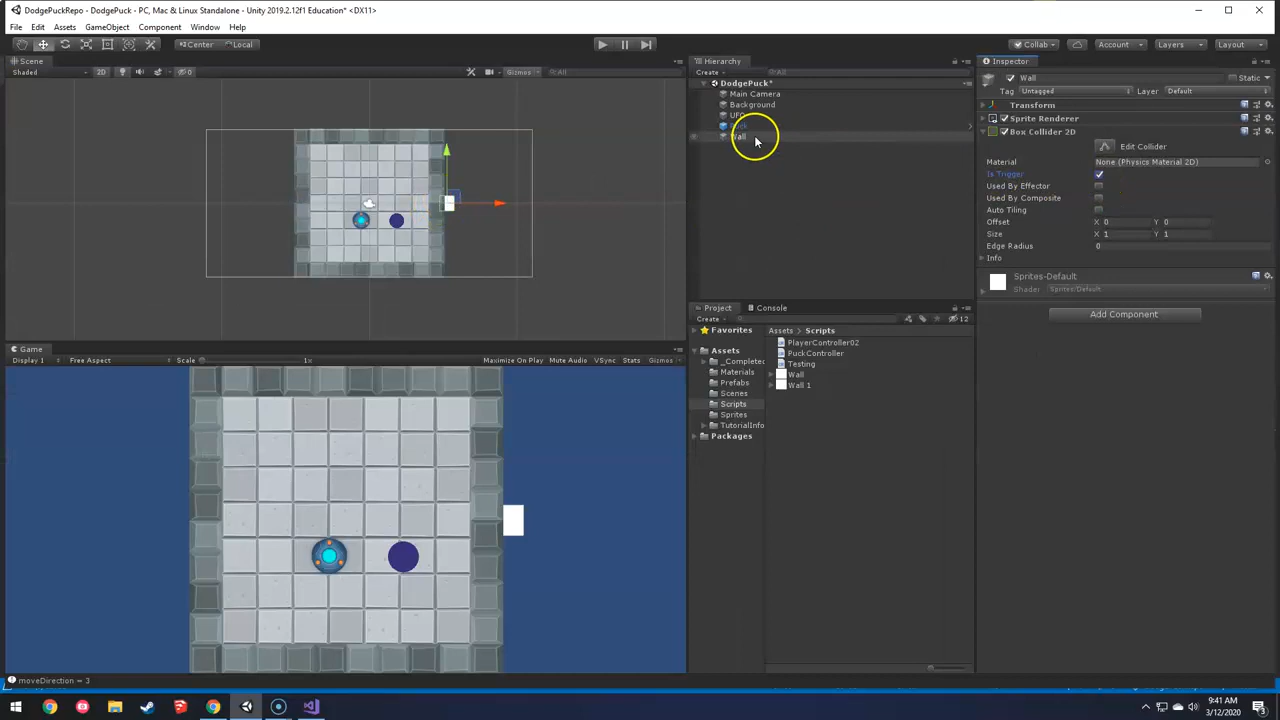 DodgePuckRepo - DodgePuck - PC, Mac & Linux Standalone - Unity 2019.2.12f1 Education* <DX11>
File Edit Assets GameObject Component Window Help
Center Local Collab Account Layers Layout
Scene
Shaded 2D 0 Gizmos All
Hierarchy
Create All
DodgePuck*
Main Camera
Background
UFO
Wall
Inspector
Wall Static
Tag Untagged Layer Default
Transform
Sprite Renderer
Box Collider 2D
Edit Collider
Material None (Physics Material 2D)
Is Trigger
Used By Effector
Used By Composite
Auto Tiling
Offset X 0 Y 0
Size X 1 Y 1
Edge Radius 0
Info
Sprites-Default
Shader Sprites/Default
Add Component
Project Console
Create 12
Favorites
Assets
_Complete
Materials
Prefabs
Scenes
Scripts
Sprites
TutorialInfo
Packages
Assets Scripts
PlayerController02
PuckController
Testing
Wall
Wall 1
Game
Display 1 Free Aspect Scale 1x Maximize On Play Mute Audio VSync Stats Gizmos
moveDirection = 3
9:41 AM
3/12/2020
3